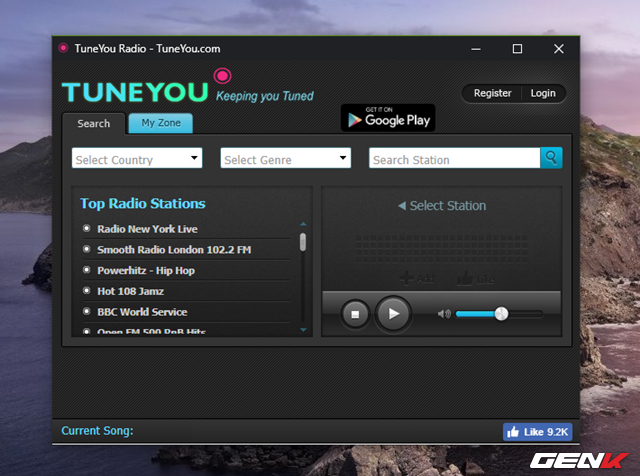 TuneYou Radio - TuneYou.com
TUNEYOU
Keeping you Tuned
Register
Login
GET IT ON
Google Play
Search
My Zone
Select Country
Select Genre
Search Station
Top Radio Stations
Radio New York Live
Smooth Radio London 102.2 FM
Powerhitz - Hip Hop
Hot 108 Jamz
BBC World Service
Open FM 500 RnB Hits
Select Station
Add
Like
Current Song:
Like 9.2K
GENK